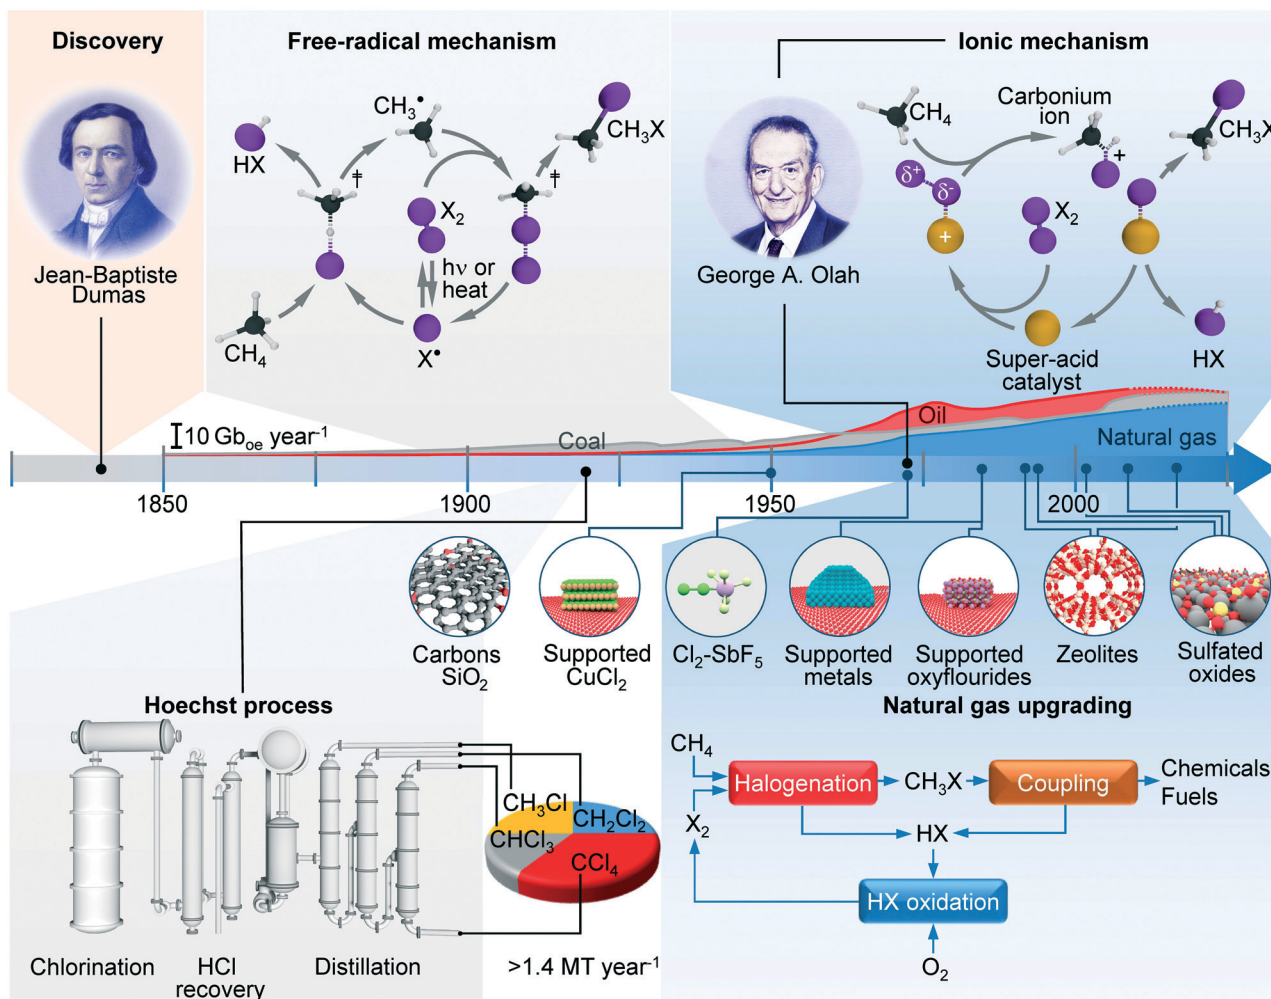 Discovery
Jean-Baptiste
Dumas
Free-radical mechanism
HX
CH3•
CH3X
‡
‡
X2
hν or
heat
CH4
X•
Ionic mechanism
George A. Olah
CH4
Carbonium
ion
CH3X
δ+
δ-
+
+
X2
Super-acid
catalyst
HX
10 Gboe year-1
Coal
Oil
Natural gas
1850
1900
1950
2000
Carbons
SiO2
Supported
CuCl2
Cl2-SbF5
Supported
metals
Supported
oxyflourides
Zeolites
Sulfated
oxides
Hoechst process
CH3Cl
CH2Cl2
CHCl3
CCl4
Chlorination
HCl
recovery
Distillation
>1.4 MT year-1
Natural gas upgrading
CH4
Halogenation
CH3X
Coupling
Chemicals
Fuels
X2
HX
HX oxidation
O2